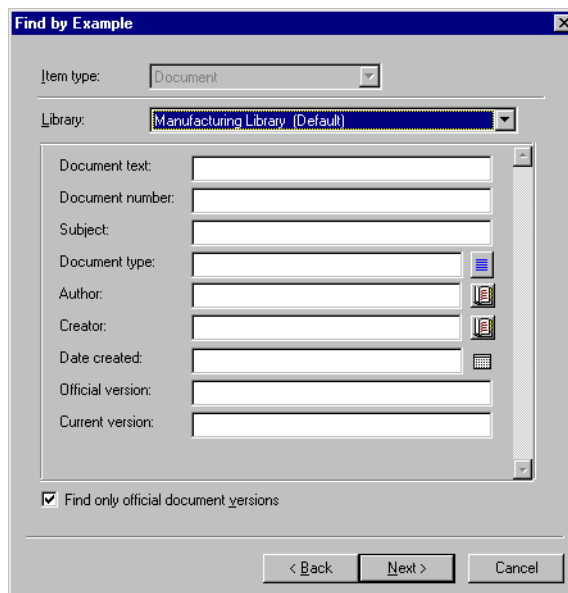 Find by Example
Item type: Document
Library: Manufacturing Library (Default)
Document text:
Document number:
Subject:
Document type:
Author:
Creator:
Date created:
Official version:
Current version:
Find only official document versions
< Back Next > Cancel